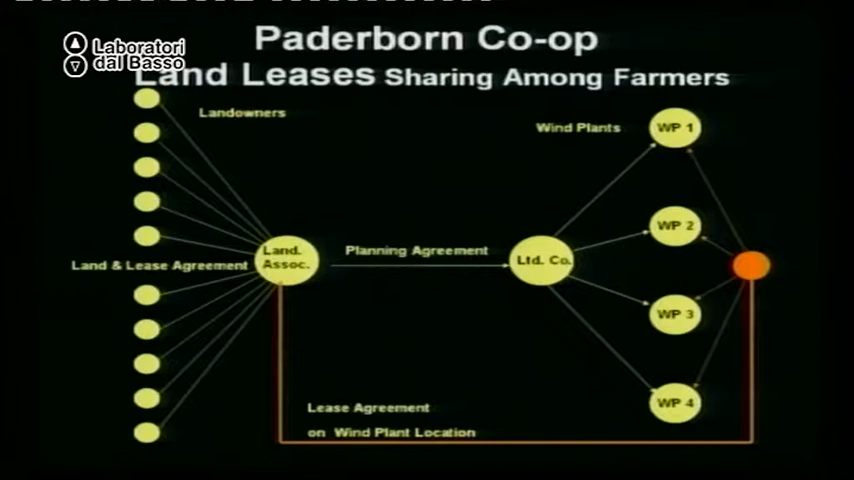 Paderborn Co-op
Laboratori
dal Basso
Land Leases Sharing Among Farmers
Landowners
Wind Plants
WP 1
WP 2
Land.
Assoc.
Planning Agreement
Ltd. Co.
Land & Lease Agreement
WP 3
WP 4
Lease Agreement
on Wind Plant Location